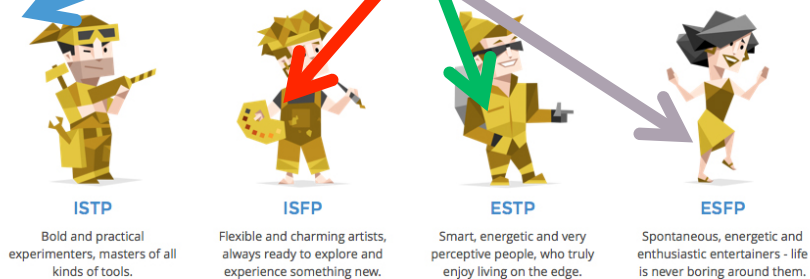 ISTP
Bold and practical
experimenters, masters of all
kinds of tools.
ISFP
Flexible and charming artists,
always ready to explore and
experience something new.
ESTP
Smart, energetic and very
perceptive people, who truly
enjoy living on the edge.
ESFP
Spontaneous, energetic and
enthusiastic entertainers - life
is never boring around them.